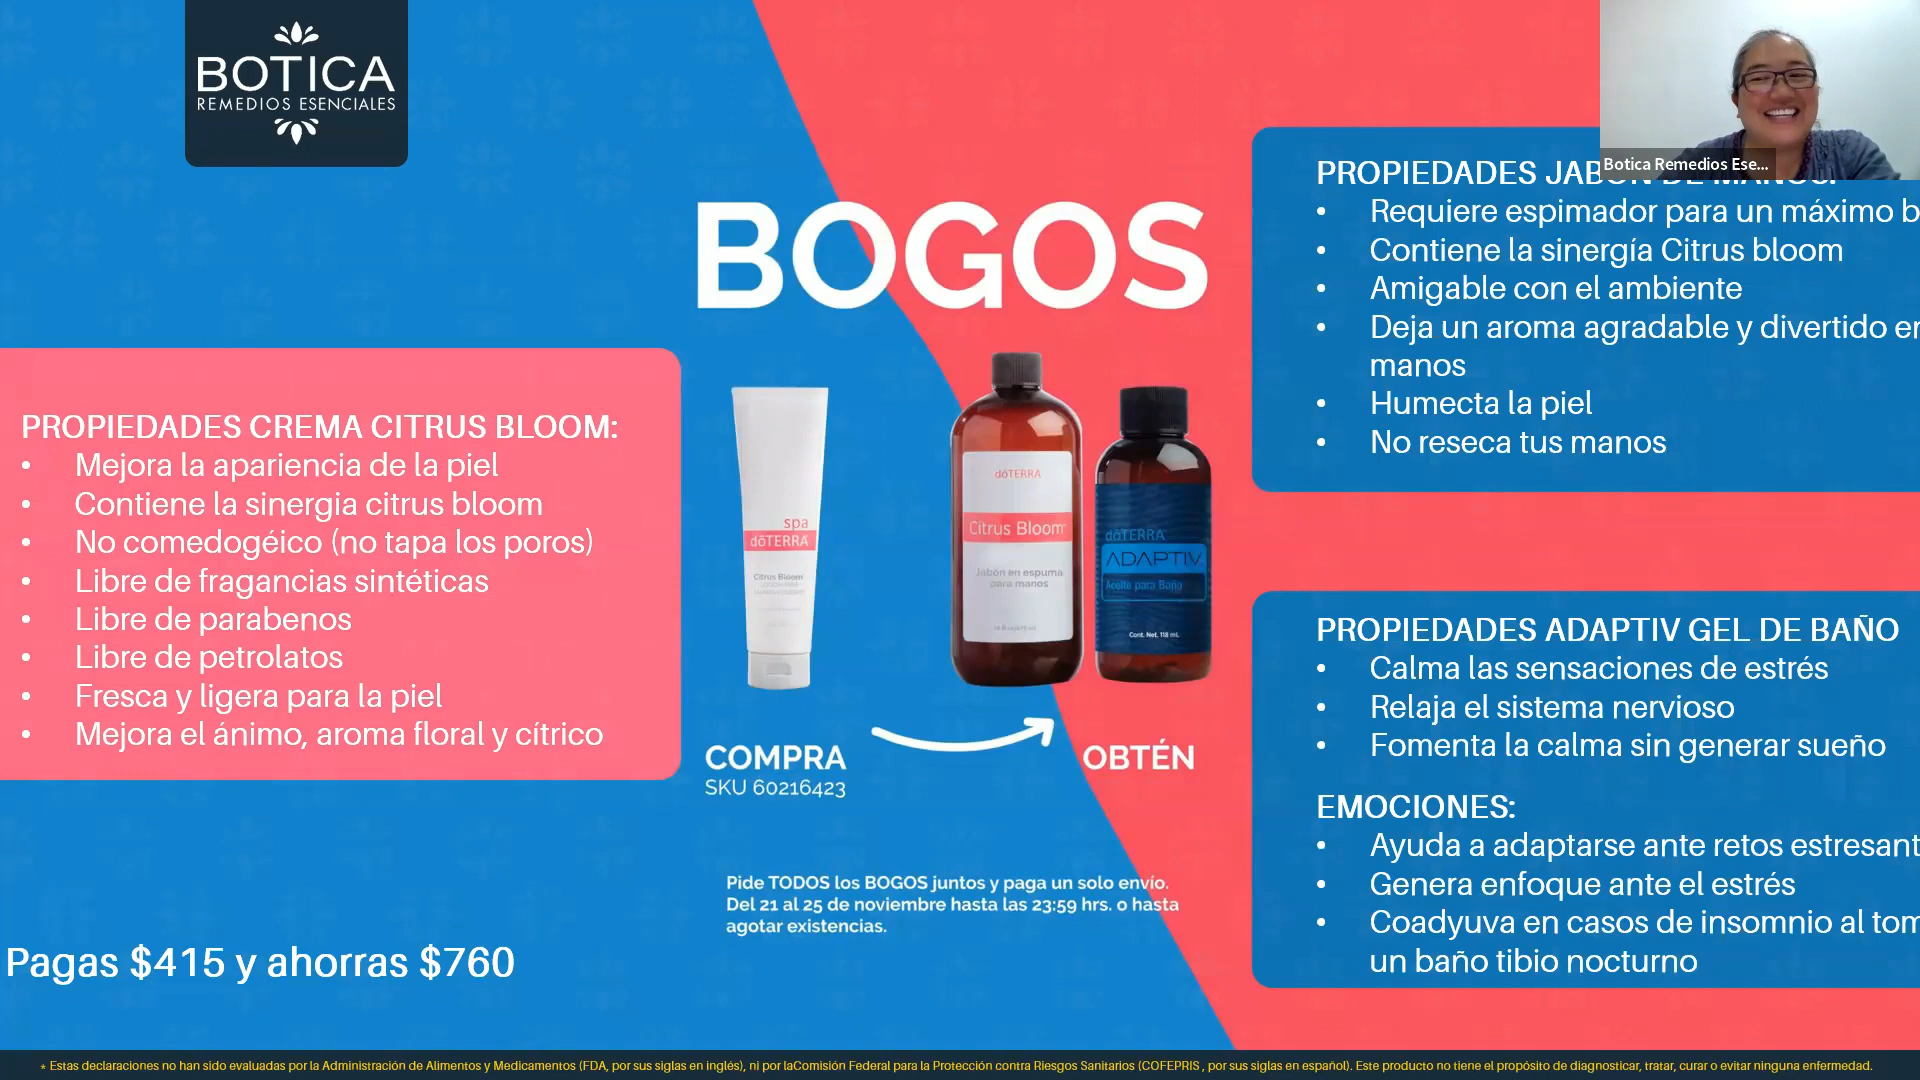 BOTICA
REMEDIOS ESENCIALES
Botica Remedios Ese...
BOGOS
PROPIEDADES CREMA CITRUS BLOOM:
• Mejora la apariencia de la piel
• Contiene la sinergia citrus bloom
• No comedogéico (no tapa los poros)
• Libre de fragancias sintéticas
• Libre de parabenos
• Libre de petrolatos
• Fresca y ligera para la piel
• Mejora el ánimo, aroma floral y cítrico
spa
dōTERRA
Citrus Bloom
dōTERRA
Citrus Bloom
Jabón en espuma
para manos
dōTERRA
ADAPTIV
Aceite para Baño
Cont. Net. 118 mL
COMPRA
SKU 60216423
OBTÉN
Pide TODOS los BOGOS juntos y paga un solo envío.
Del 21 al 25 de noviembre hasta las 23:59 hrs. o hasta
agotar existencias.
Pagas $415 y ahorras $760
PROPIEDADES JABÓN DE MANOS:
• Requiere espimador para un máximo b
• Contiene la sinergía Citrus bloom
• Amigable con el ambiente
• Deja un aroma agradable y divertido en
manos
• Humecta la piel
• No reseca tus manos
PROPIEDADES ADAPTIV GEL DE BAÑO
• Calma las sensaciones de estrés
• Relaja el sistema nervioso
• Fomenta la calma sin generar sueño
EMOCIONES:
• Ayuda a adaptarse ante retos estresant
• Genera enfoque ante el estrés
• Coadyuva en casos de insomnio al tom
un baño tibio nocturno
* Estas declaraciones no han sido evaluadas por la Administración de Alimentos y Medicamentos (FDA, por sus siglas en inglés), ni por laComisión Federal para la Protección contra Riesgos Sanitarios (COFEPRIS , por sus siglas en español). Este producto no tiene el propósito de diagnosticar, tratar, curar o evitar ninguna enfermedad.